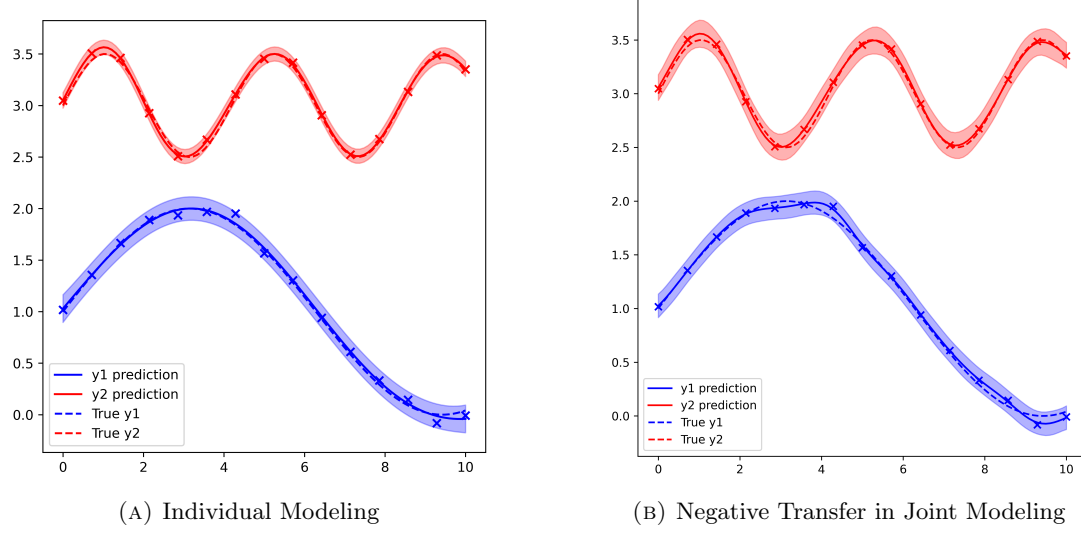 3.5
3.0
2.5
2.0
1.5
1.0
0.5
0.0
y1 prediction
y2 prediction
True y1
True y2
0 2 4 6 8 10
(A) Individual Modeling
3.5
3.0
2.5
2.0
1.5
1.0
0.5
0.0
y1 prediction
y2 prediction
True y1
True y2
0 2 4 6 8 10
(B) Negative Transfer in Joint Modeling